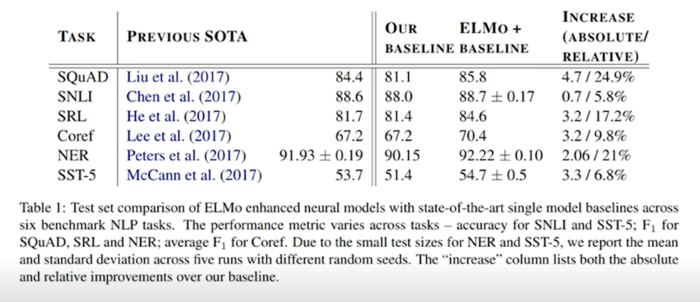 TASK PREVIOUS SOTA OUR BASELINE ELMO + BASELINE INCREASE (ABSOLUTE/ RELATIVE)
SQuAD Liu et al. (2017) 84.4 81.1 85.8 4.7 / 24.9%
SNLI Chen et al. (2017) 88.6 88.0 88.7 ± 0.17 0.7 / 5.8%
SRL He et al. (2017) 81.7 81.4 84.6 3.2 / 17.2%
Coref Lee et al. (2017) 67.2 67.2 70.4 3.2 / 9.8%
NER Peters et al. (2017) 91.93 ± 0.19 90.15 92.22 ± 0.10 2.06 / 21%
SST-5 McCann et al. (2017) 53.7 51.4 54.7 ± 0.5 3.3 / 6.8%
Table 1: Test set comparison of ELMo enhanced neural models with state-of-the-art single model baselines across
six benchmark NLP tasks. The performance metric varies across tasks – accuracy for SNLI and SST-5; F₁ for
SQuAD, SRL and NER; average F₁ for Coref. Due to the small test sizes for NER and SST-5, we report the mean
and standard deviation across five runs with different random seeds. The “increase” column lists both the absolute
and relative improvements over our baseline.